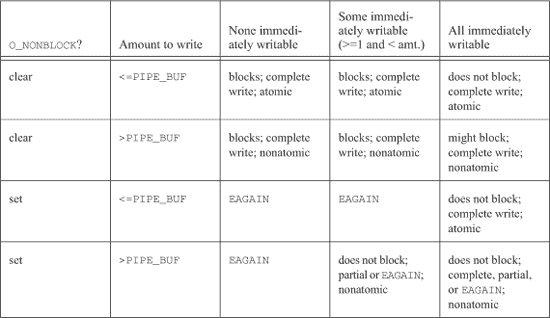 O_NONBLOCK?
Amount to write
None immedi-
ately writable
Some immedi-
ately writable
(>=1 and < amt.)
All immediately
writable
clear
<=PIPE_BUF
blocks; complete
write; atomic
blocks; complete
write; atomic
does not block;
complete write;
atomic
clear
>PIPE_BUF
blocks; complete
write; nonatomic
blocks; complete
write; nonatomic
might block;
complete write;
nonatomic
set
<=PIPE_BUF
EAGAIN
EAGAIN
does not block;
complete write;
atomic
set
>PIPE_BUF
EAGAIN
does not block;
partial or EAGAIN;
nonatomic
does not block;
complete, partial,
or EAGAIN;
nonatomic